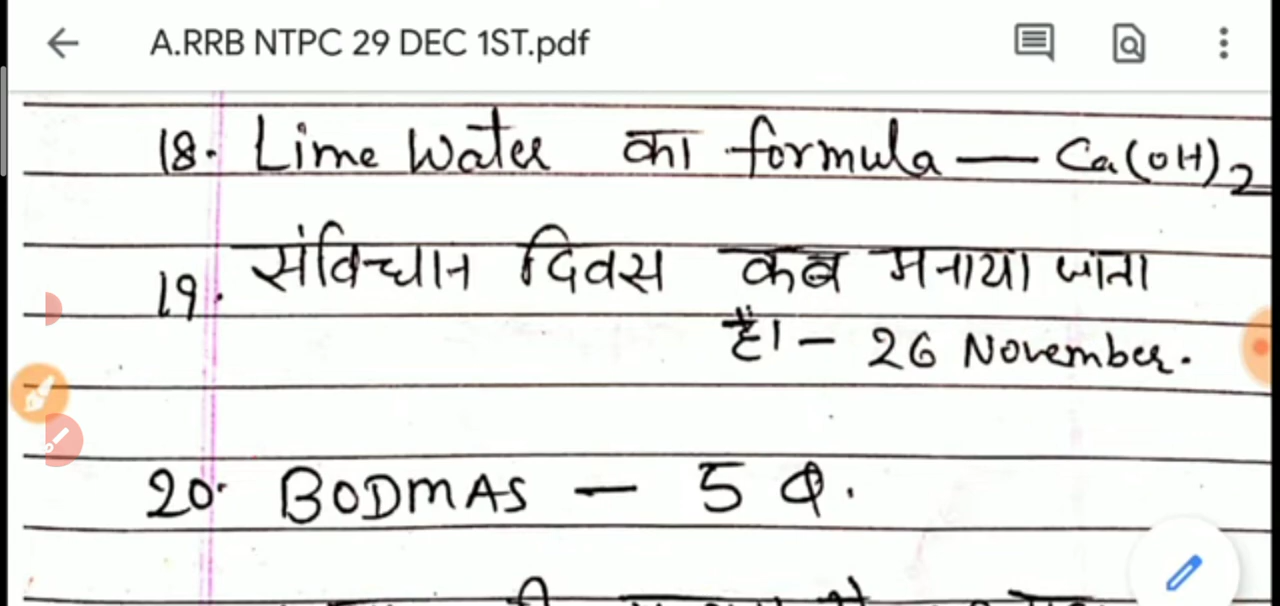 A.RRB NTPC 29 DEC 1ST.pdf
18. Lime Water का formula — Ca(OH)2
19. संविधान दिवस कब मनाया जाता
है। — 26 November.
20. BODMAS — 5 Q.